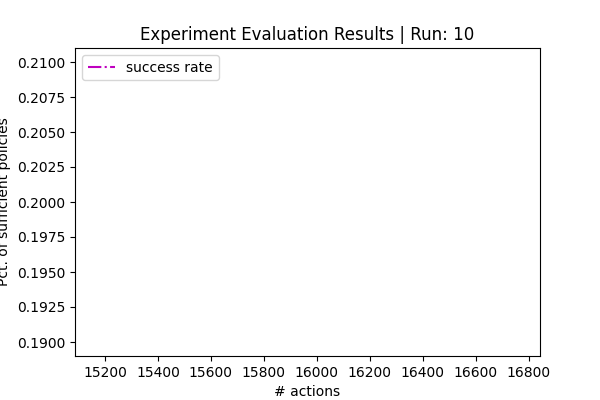 Experiment Evaluation Results | Run: 10
success rate
0.2100
0.2075
0.2050
0.2025
0.2000
0.1975
0.1950
0.1925
0.1900
Pct. of sufficient policies
15200 15400 15600 15800 16000 16200 16400 16600 16800
# actions